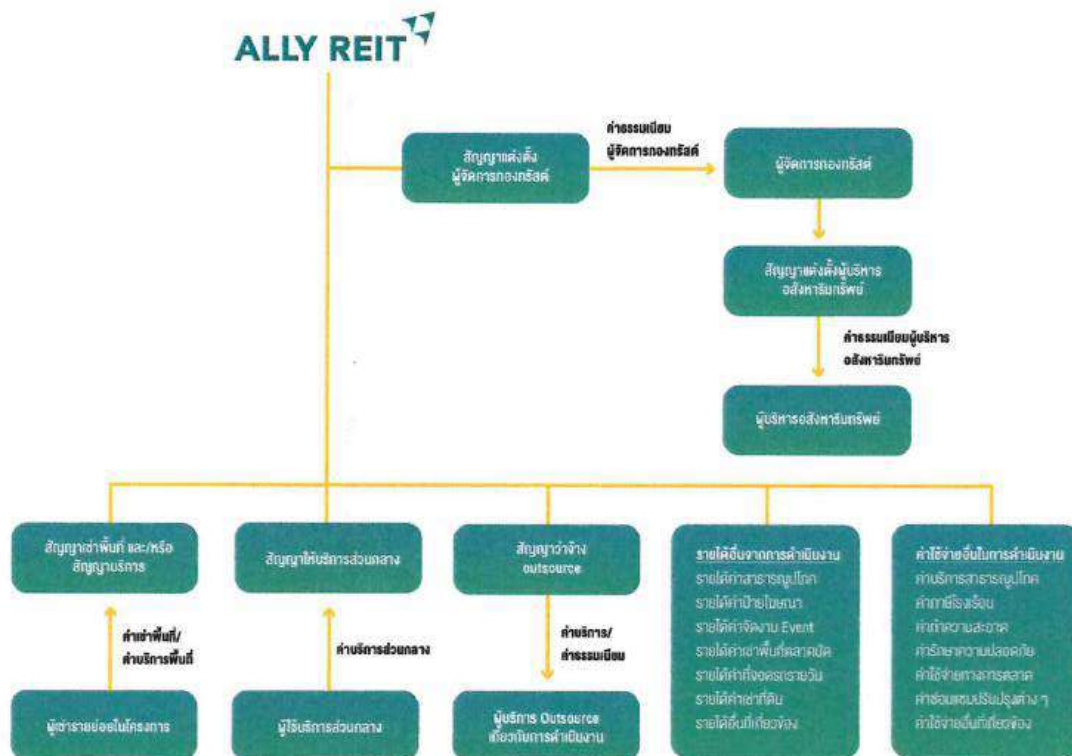 ALLY REIT
ค่าธรรมเนียม
ผู้จัดการกองทรัสต์
สัญญาแต่งตั้ง
ผู้จัดการกองทรัสต์
ผู้จัดการกองทรัสต์
สัญญาแต่งตั้งผู้บริหาร
อสังหาริมทรัพย์
ค่าธรรมเนียมผู้บริหาร
อสังหาริมทรัพย์
ผู้บริหารอสังหาริมทรัพย์
สัญญาเช่าพื้นที่ และ/หรือ
สัญญาบริการ
ค่าเช่าพื้นที่/
ค่าบริการพื้นที่
ผู้เช่ารายย่อยในโครงการ
สัญญาให้บริการส่วนกลาง
ค่าบริการส่วนกลาง
ผู้ใช้บริการส่วนกลาง
สัญญาว่าจ้าง
outsource
ค่าบริการ/
ค่าธรรมเนียม
ผู้บริการ Outsource
เกี่ยวกับการดำเนินงาน
รายได้อื่นจากการดำเนินงาน
รายได้ค่าสาธารณูปโภค
รายได้ค่าป้ายโฆษณา
รายได้ค่าจัดงาน Event
รายได้ค่าเช่าพื้นที่ตลาดนัด
รายได้ค่าที่จอดรถรายวัน
รายได้ค่าเช่าที่ดิน
รายได้อื่นที่เกี่ยวข้อง
ค่าใช้จ่ายอื่นในการดำเนินงาน
ค่าบริการสาธารณูปโภค
ค่าภาษีโรงเรือน
ค่าทำความสะอาด
ค่ารักษาความปลอดภัย
ค่าใช้จ่ายทางการตลาด
ค่าซ่อมแซมปรับปรุงต่าง ๆ
ค่าใช้จ่ายอื่นที่เกี่ยวข้อง